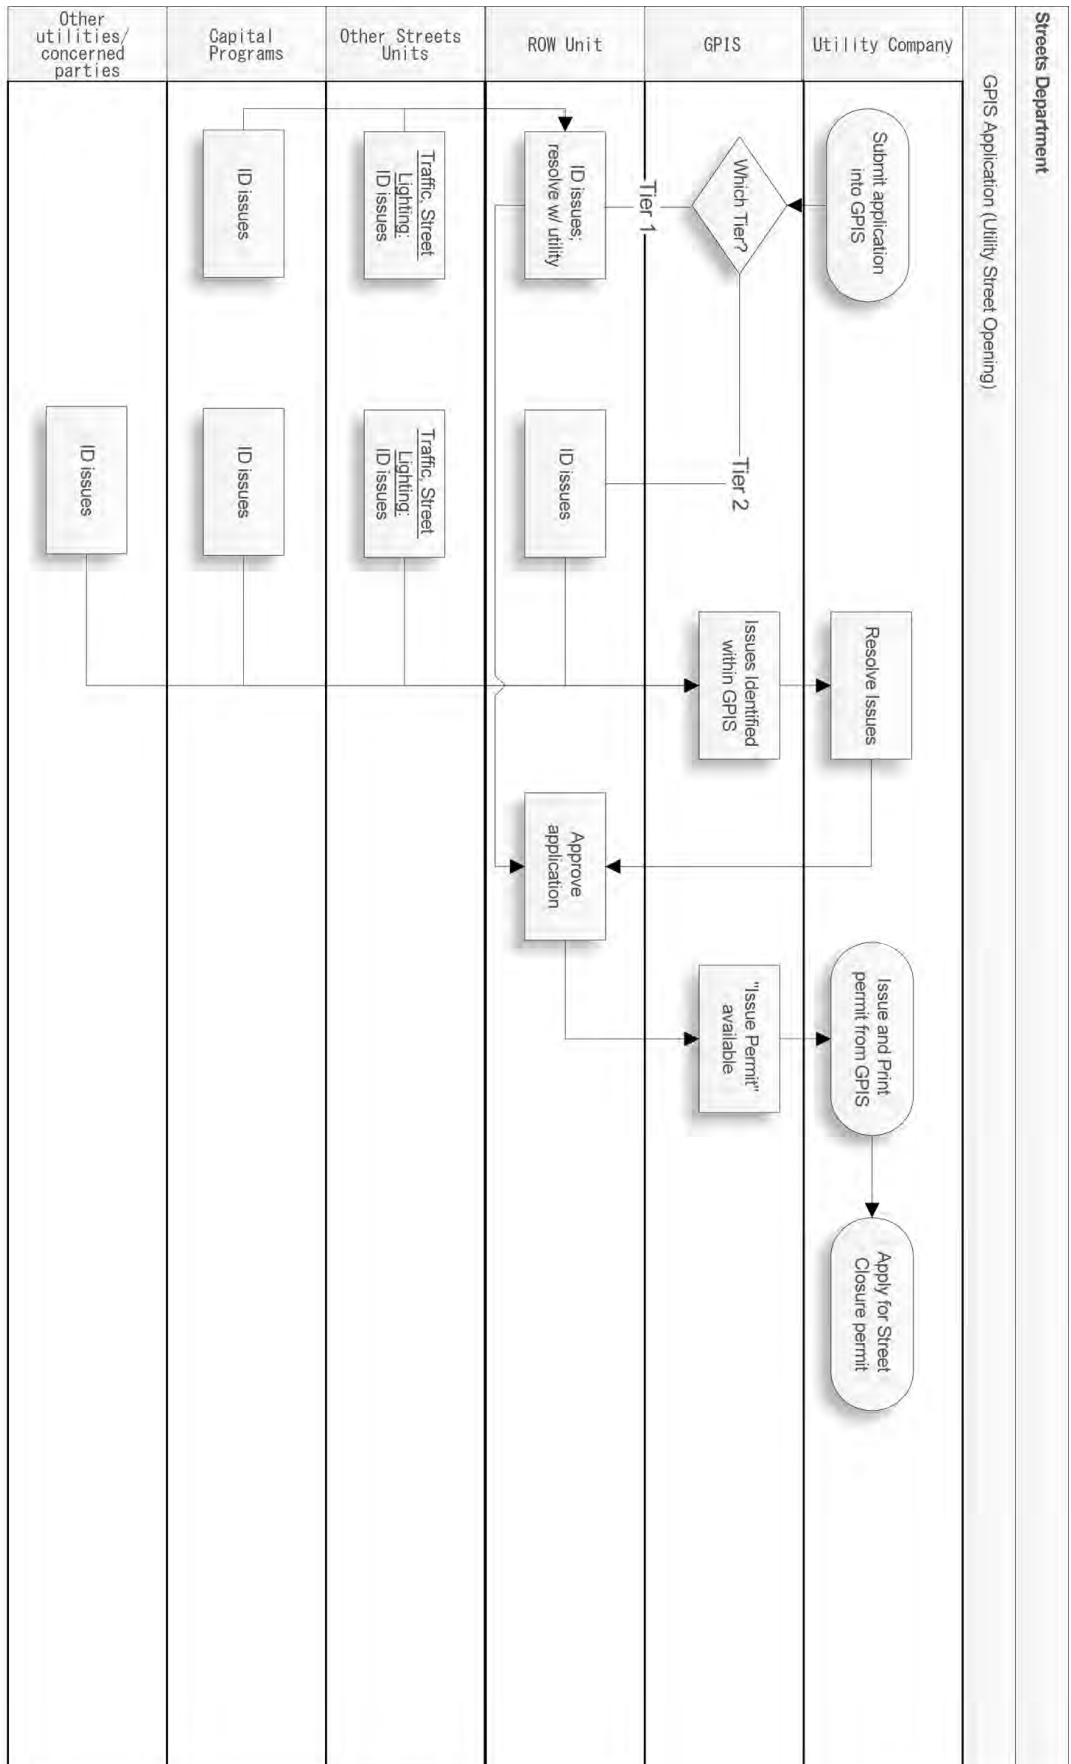 Streets Department
GPIS Application (Utility Street Opening)
Utility Company
Submit application
into GPIS
Resolve Issues
Issue and Print
permit from GPIS
Apply for Street
Closure permit
GPIS
Which Tier?
Tier 1
Tier 2
Issues Identified
within GPIS
"Issue Permit"
available
ROW Unit
ID issues;
resolve w/ utility
ID issues
Approve
application
Other Streets
Units
Traffic, Street
Lighting:
ID issues
Traffic, Street
Lighting:
ID issues
Capital
Programs
ID issues
ID issues
Other
utilities/
concerned
parties
ID issues